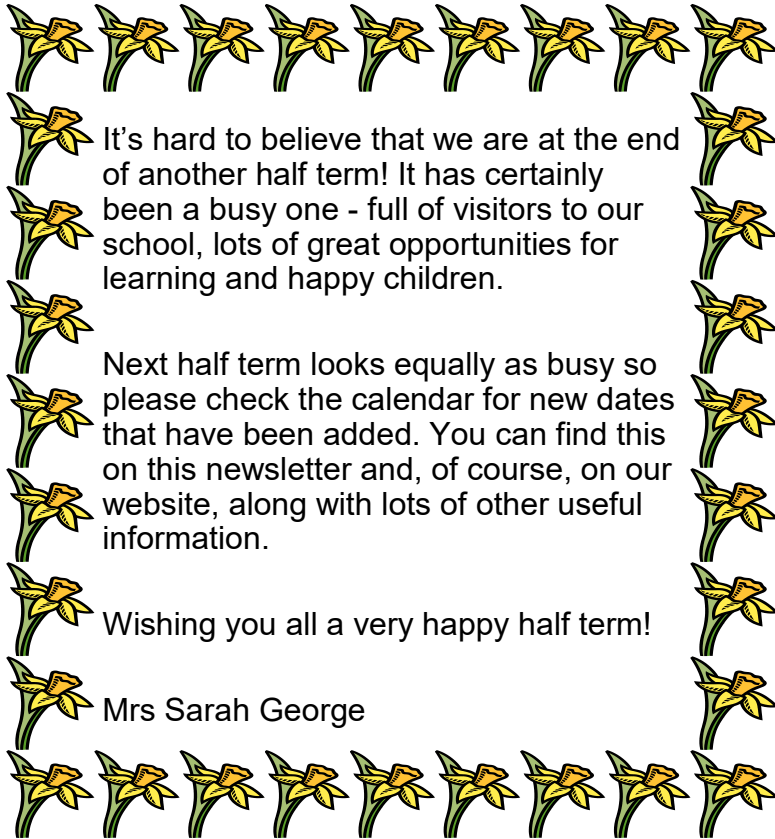 It’s hard to believe that we are at the end
of another half term! It has certainly
been a busy one - full of visitors to our
school, lots of great opportunities for
learning and happy children.
Next half term looks equally as busy so
please check the calendar for new dates
that have been added. You can find this
on this newsletter and, of course, on our
website, along with lots of other useful
information.
Wishing you all a very happy half term!
Mrs Sarah George